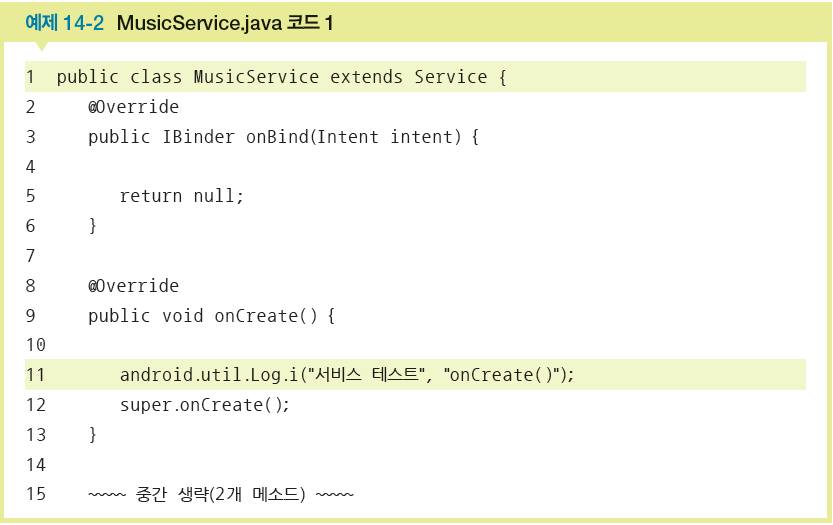 예제 14-2 MusicService.java 코드 1
1 public class MusicService extends Service {
2 @Override
3 public IBinder onBind(Intent intent) {
4
5 return null;
6 }
7
8 @Override
9 public void onCreate() {
10
11 android.util.Log.i("서비스 테스트", "onCreate()");
12 super.onCreate();
13 }
14
15 ~~~~~ 중간 생략(2개 메소드) ~~~~~